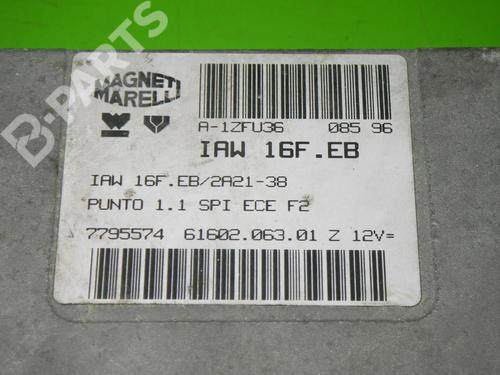 B-PARTS
MAGNETI
MARELLI
A-1ZFU36 085 96
IAW 16F.EB
IAW 16F.EB/2A21-38
PUNTO 1.1 SPI ECE F2
7795574 61602.063.01 Z 12V=